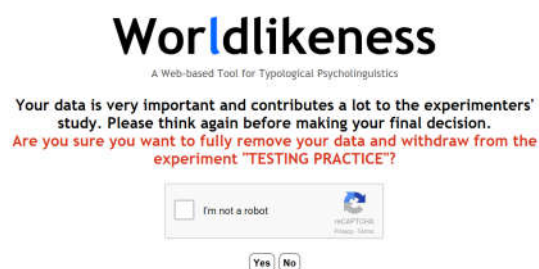 Worldlikeness
A Web-based Tool for Typological Psycholinguistics
Your data is very important and contributes a lot to the experimenters'
study. Please think again before making your final decision.
Are you sure you want to fully remove your data and withdraw from the
experiment "TESTING PRACTICE"?
I'm not a robot
reCAPTCHA
Privacy - Terms
Yes No